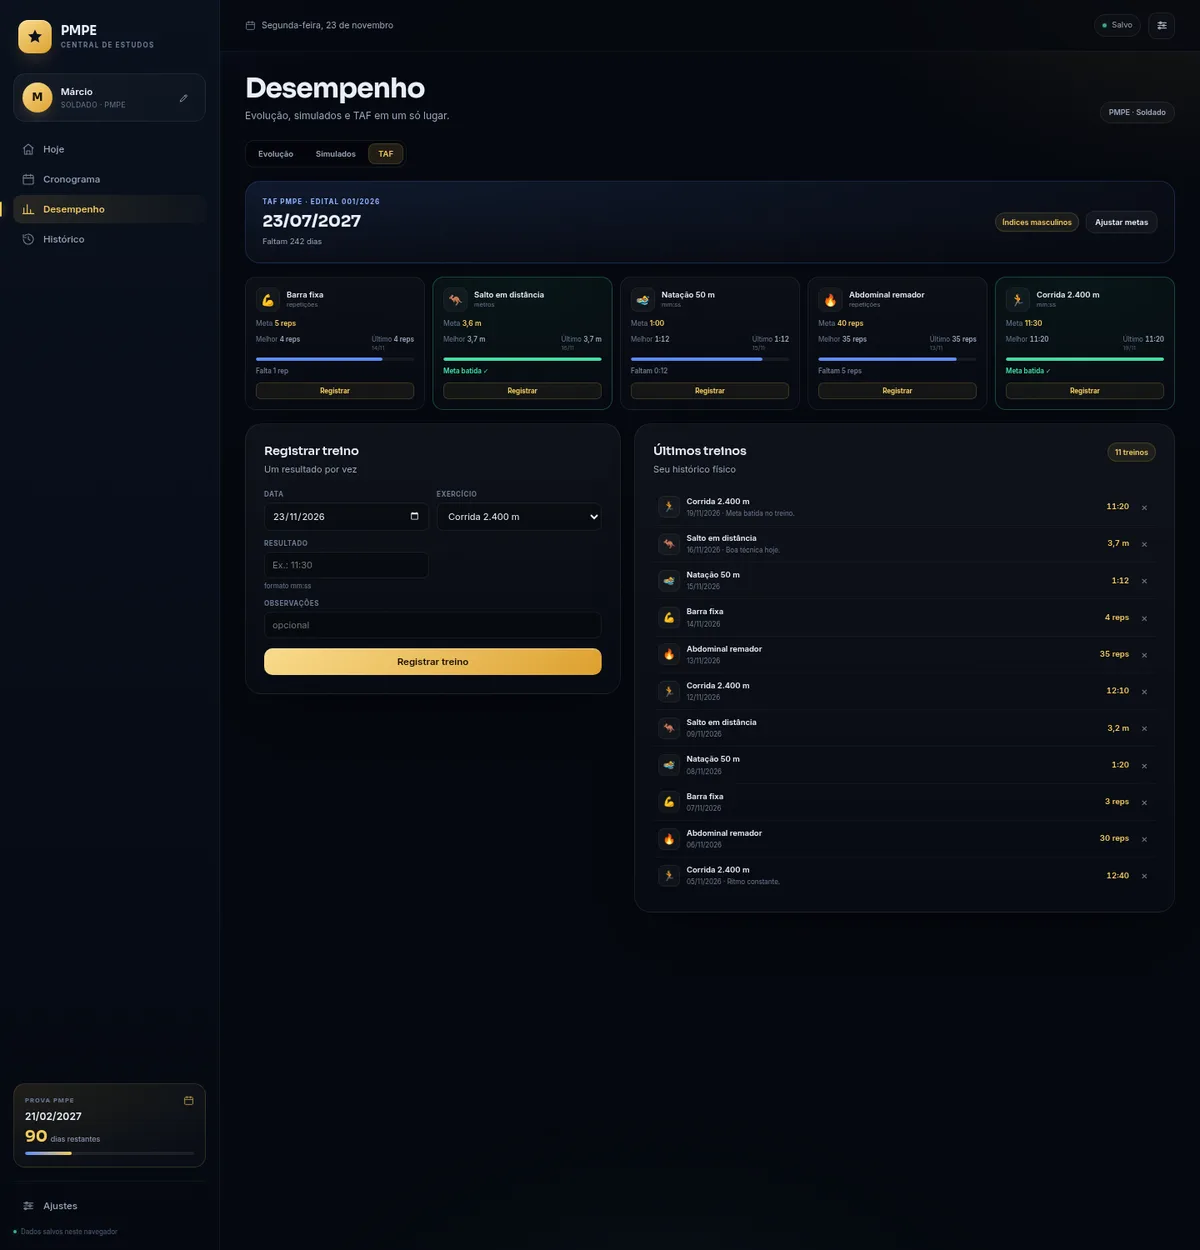 PMPE
CENTRAL DE ESTUDOS
M
Márcio
SOLDADO · PMPE
Hoje
Cronograma
Desempenho
Histórico
PROVA PMPE
21/02/2027
90 dias restantes
Ajustes
Dados salvos neste navegador
Segunda-feira, 23 de novembro
Salvo
Desempenho
Evolução, simulados e TAF em um só lugar.
PMPE · Soldado
Evolução
Simulados
TAF
TAF PMPE · EDITAL 001/2026
23/07/2027
Faltam 242 dias
Índices masculinos
Ajustar metas
Barra fixa
repetições
Meta 5 reps
Melhor 4 reps
Último 4 reps
14/11
Falta 1 rep
Registrar
Salto em distância
metros
Meta 3,6 m
Melhor 3,7 m
Último 3,7 m
16/11
Meta batida ✓
Registrar
Natação 50 m
mm:ss
Meta 1:00
Melhor 1:12
Último 1:12
15/11
Faltam 0:12
Registrar
Abdominal remador
repetições
Meta 40 reps
Melhor 35 reps
Último 35 reps
13/11
Faltam 5 reps
Registrar
Corrida 2.400 m
mm:ss
Meta 11:30
Melhor 11:20
Último 11:20
19/11
Meta batida ✓
Registrar
Registrar treino
Um resultado por vez
DATA
23/11/2026
EXERCÍCIO
Corrida 2.400 m
RESULTADO
Ex.: 11:30
formato mm:ss
OBSERVAÇÕES
opcional
Registrar treino
Últimos treinos
Seu histórico físico
11 treinos
Corrida 2.400 m
19/11/2026 · Meta batida no treino.
11:20 ×
Salto em distância
16/11/2026 · Boa técnica hoje.
3,7 m ×
Natação 50 m
15/11/2026
1:12 ×
Barra fixa
14/11/2026
4 reps ×
Abdominal remador
13/11/2026
35 reps ×
Corrida 2.400 m
12/11/2026
12:10 ×
Salto em distância
09/11/2026
3,2 m ×
Natação 50 m
08/11/2026
1:20 ×
Barra fixa
07/11/2026
3 reps ×
Abdominal remador
06/11/2026
30 reps ×
Corrida 2.400 m
05/11/2026 · Ritmo constante.
12:40 ×